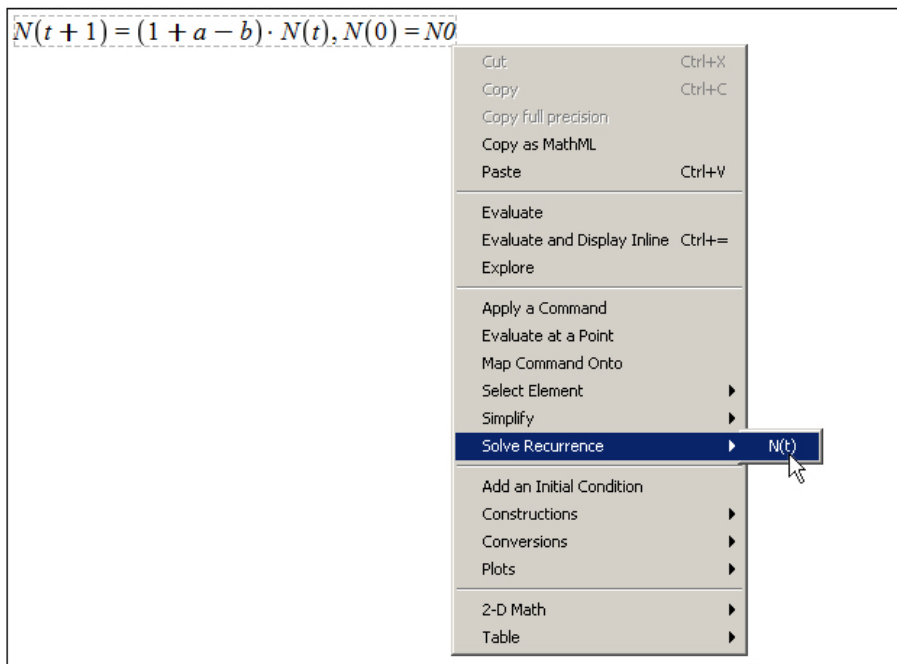 N(t + 1) = (1 + a − b) · N(t), N(0) = N0
Cut Ctrl+X
Copy Ctrl+C
Copy full precision
Copy as MathML
Paste Ctrl+V
Evaluate
Evaluate and Display Inline Ctrl+=
Explore
Apply a Command
Evaluate at a Point
Map Command Onto
Select Element
Simplify
Solve Recurrence N(t)
Add an Initial Condition
Constructions
Conversions
Plots
2-D Math
Table